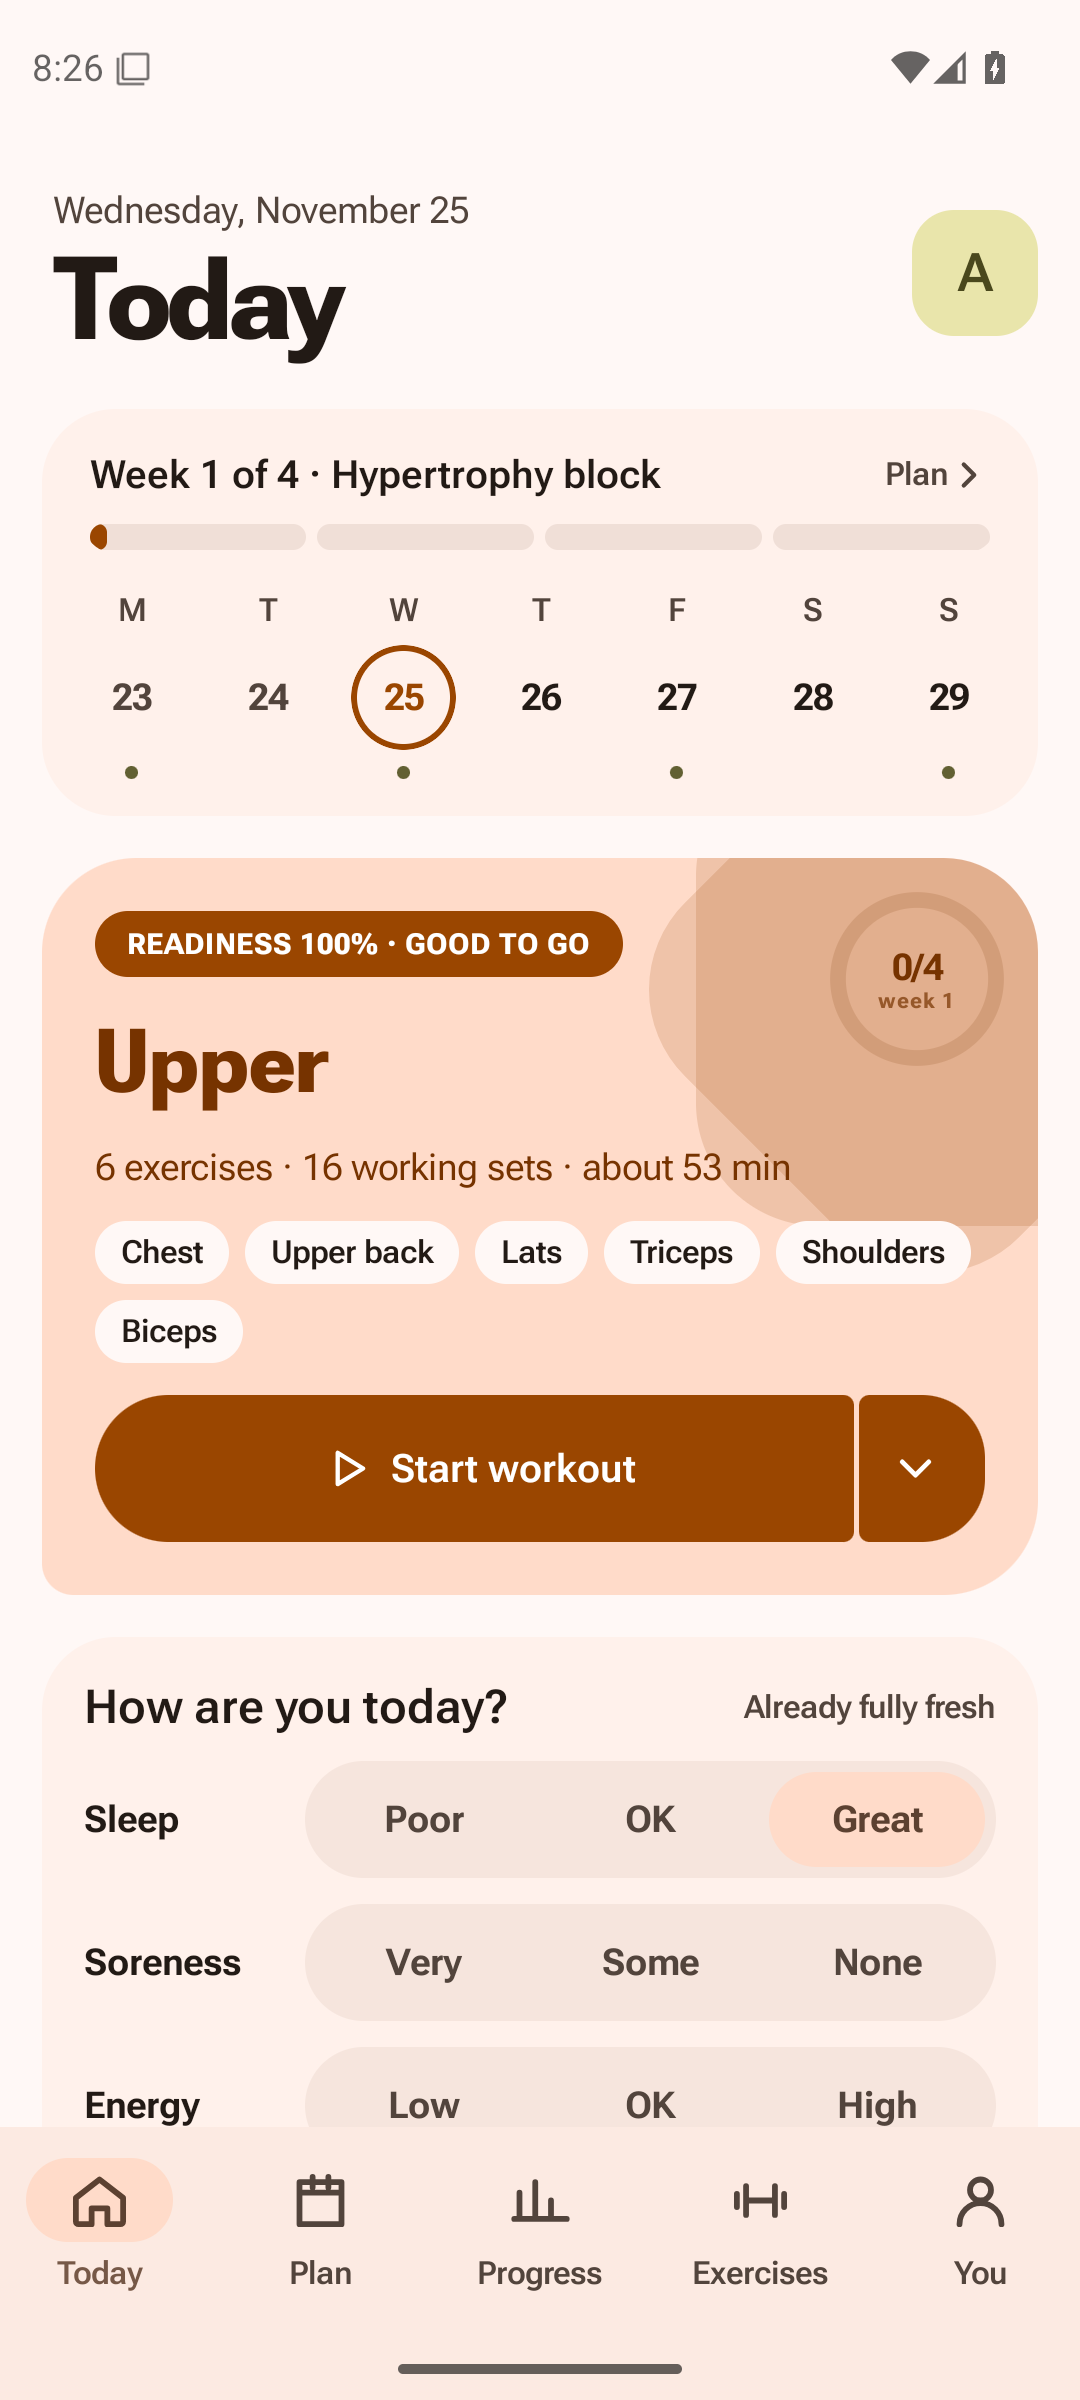 8:26
Wednesday, November 25
Today
A
Week 1 of 4 · Hypertrophy block
Plan
M T W T F S S
23 24 25 26 27 28 29
READINESS 100% · GOOD TO GO
0/4
week 1
Upper
6 exercises · 16 working sets · about 53 min
Chest Upper back Lats Triceps Shoulders
Biceps
Start workout
How are you today?
Already fully fresh
Sleep Poor OK Great
Soreness Very Some None
Energy Low OK High
Today Plan Progress Exercises You